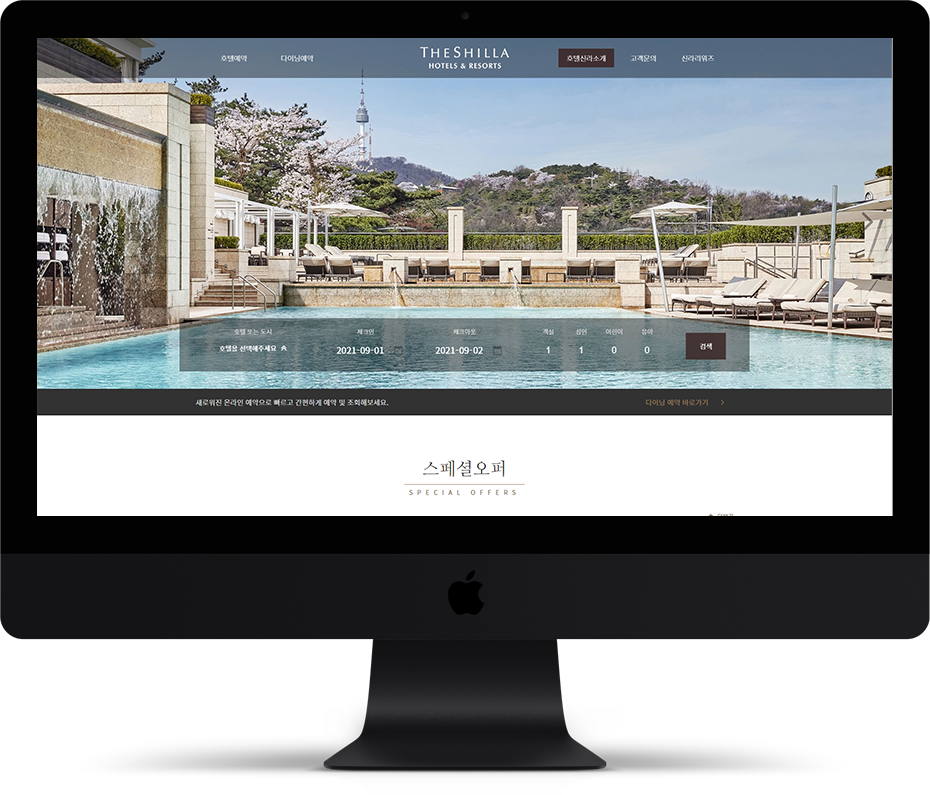 호텔예약 다이닝예약 THE SHILLA 호텔신라소개 고객문의 신라리워즈
HOTELS & RESORTS
호텔 또는 도시 체크인 체크아웃 객실 성인 어린이 유아
호텔을 선택해주세요 2021-09-01 2021-09-02 1 1 0 0 검색
새로워진 온라인 예약으로 빠르고 간편하게 예약 및 조회해보세요. 다이닝 예약 바로가기 >
스페셜오퍼
SPECIAL OFFERS